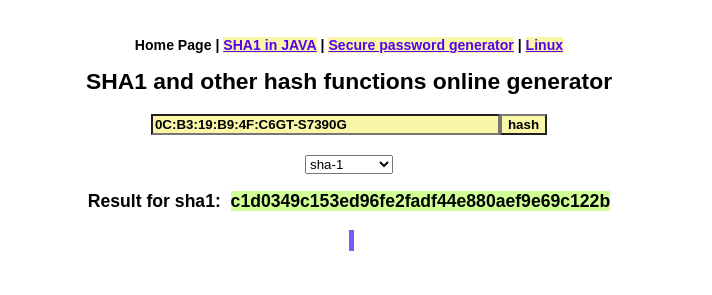 Home Page | SHA1 in JAVA | Secure password generator | Linux
SHA1 and other hash functions online generator
0C:B3:19:B9:4F:C6GT-S7390G hash
sha-1
Result for sha1: c1d0349c153ed96fe2fadf44e880aef9e69c122b